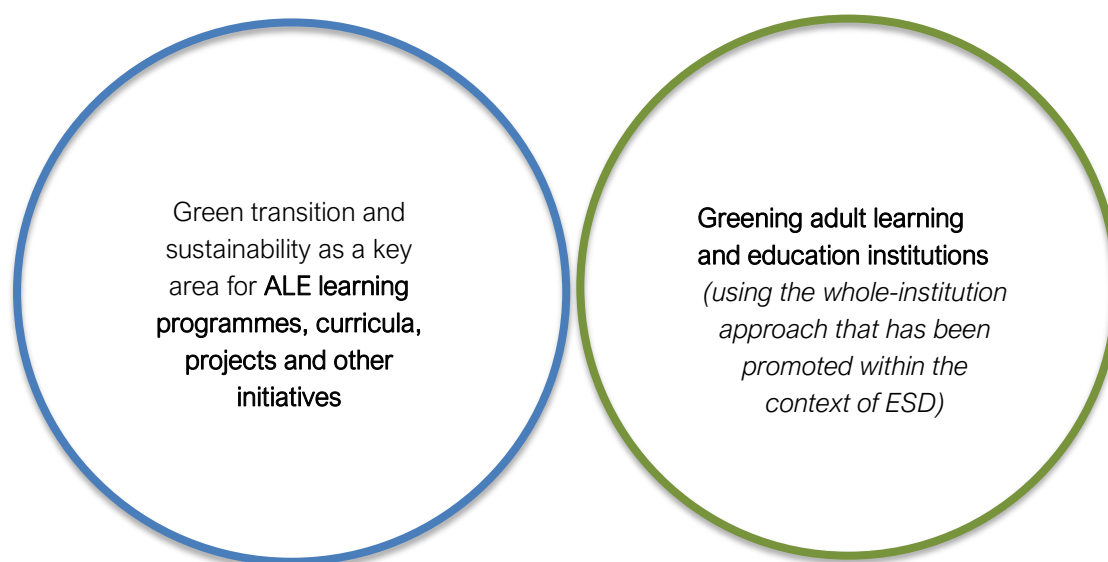 Green transition and
sustainability as a key
area for ALE learning
programmes, curricula,
projects and other
initiatives
Greening adult learning
and education institutions
(using the whole-institution
approach that has been
promoted within the
context of ESD)